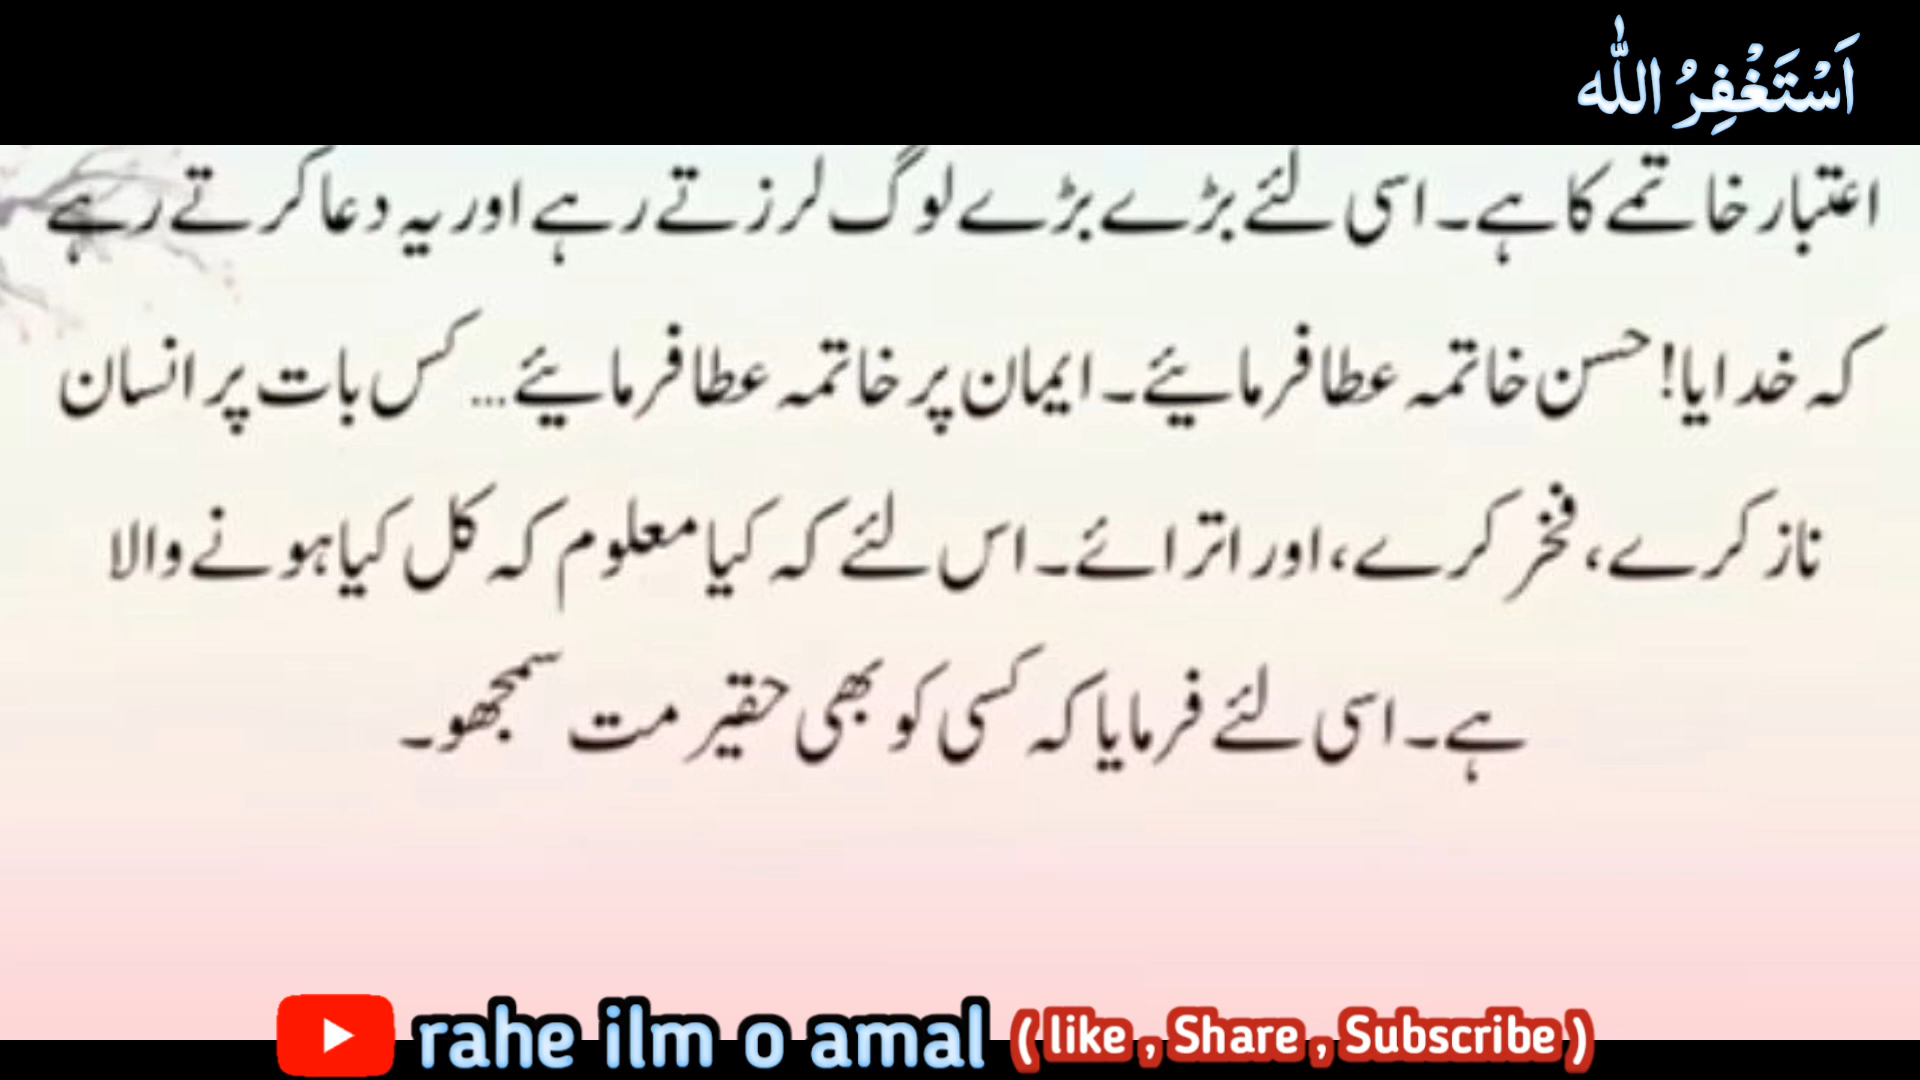 اَسْتَغْفِرُ اللّٰه
اعتبار خاتمے کا ہے۔ اسی لئے بڑے بڑے لوگ لرزتے رہے اور یہ دعا کرتے رہے
کہ خدایا! حسن خاتمہ عطا فرمائیے۔ ایمان پر خاتمہ عطا فرمائیے... کس بات پر انسان
ناز کرے، فخر کرے، اور اترائے۔ اس لئے کہ کیا معلوم کہ کل کیا ہونے والا
ہے۔ اسی لئے فرمایا کہ کسی کو بھی حقیر مت سمجھو۔
rahe ilm o amal ( like , Share , Subscribe )